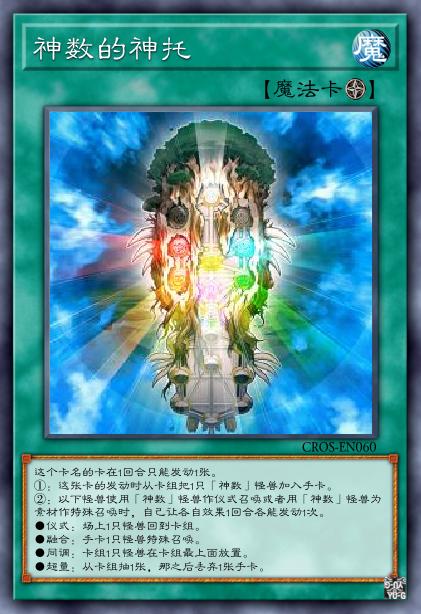 神数的神托
魔
【魔法卡】
CROS-EN060
这个卡名的卡在1回合只能发动1张。
①：这张卡的发动时从卡组把1只「神数」怪兽加入手卡。
②：以下怪兽使用「神数」怪兽作仪式召唤或者用「神数」怪兽为
素材作特殊召唤时，自己让各自效果1回合各能发动1次。
●仪式：场上1只怪兽回到卡组。
●融合：手卡1只怪兽特殊召唤。
●同调：卡组1只怪兽在卡组最上面放置。
●超量：从卡组抽1张，那之后丢弃1张手卡。